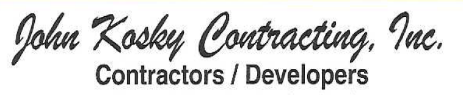 John Kosky Contracting, Inc.
Contractors / Developers